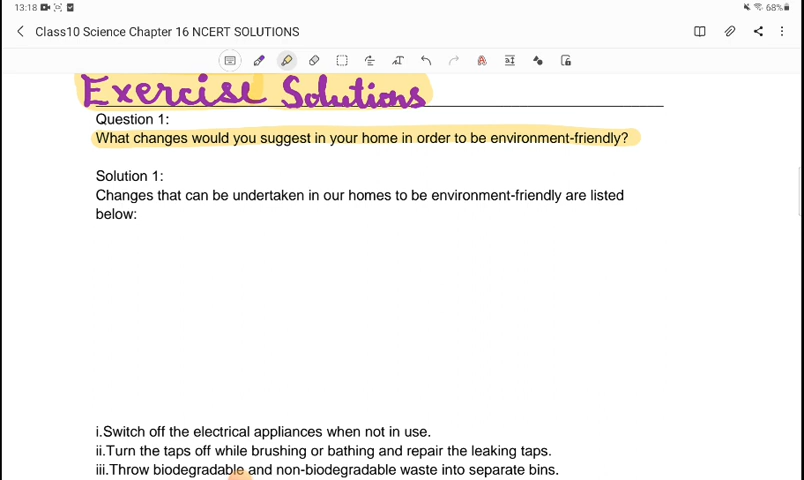 13:18 68%
Class10 Science Chapter 16 NCERT SOLUTIONS
Exercise Solutions
Question 1:
What changes would you suggest in your home in order to be environment-friendly?
Solution 1:
Changes that can be undertaken in our homes to be environment-friendly are listed
below:
i.Switch off the electrical appliances when not in use.
ii.Turn the taps off while brushing or bathing and repair the leaking taps.
iii.Throw biodegradable and non-biodegradable waste into separate bins.